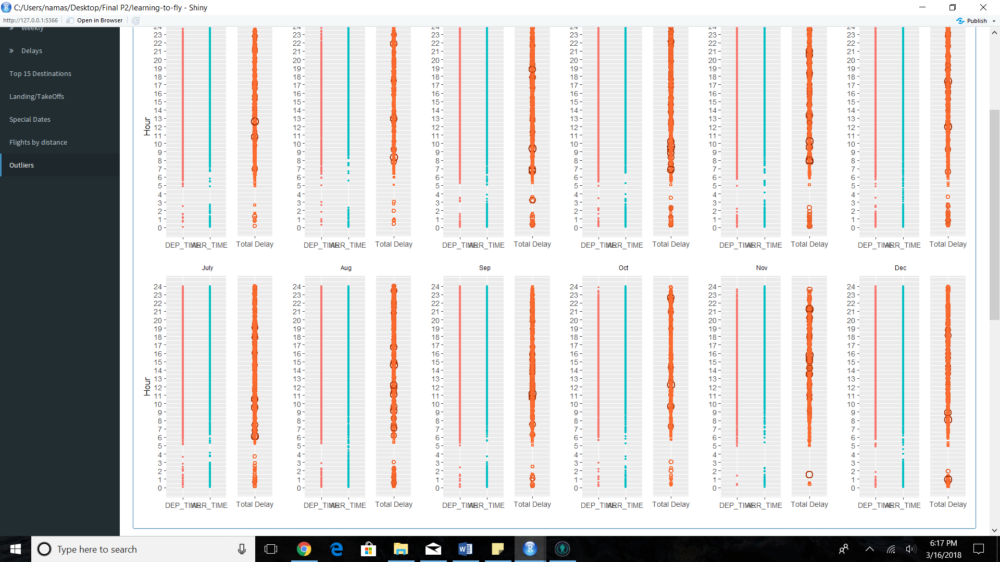 C:/Users/namas/Desktop/Final P2/learning-to-fly - Shiny
http://127.0.0.1:5366 Open in Browser Publish
Weekly
Delays
Top 15 Destinations
Landing/TakeOffs
Special Dates
Flights by distance
Outliers
24 24 24 24 24 24
23 23 23 23 23 23
22 22 22 22 22 22
21 21 21 21 21 21
20 20 20 20 20 20
19 19 19 19 19 19
18 18 18 18 18 18
17 17 17 17 17 17
16 16 16 16 16 16
15 15 15 15 15 15
14 14 14 14 14 14
13 13 13 13 13 13
Hour
12 12 12 12 12 12
11 11 11 11 11 11
10 10 10 10 10 10
9 9 9 9 9 9
8 8 8 8 8 8
7 7 7 7 7 7
6 6 6 6 6 6
5 5 5 5 5 5
4 4 4 4 4 4
3 3 3 3 3 3
2 2 2 2 2 2
1 1 1 1 1 1
0 0 0 0 0 0
DEP_TIME ARR_TIME Total Delay DEP_TIME ARR_TIME Total Delay DEP_TIME ARR_TIME Total Delay DEP_TIME ARR_TIME Total Delay DEP_TIME ARR_TIME Total Delay DEP_TIME ARR_TIME Total Delay
July Aug Sep Oct Nov Dec
24 24 24 24 24 24
23 23 23 23 23 23
22 22 22 22 22 22
21 21 21 21 21 21
20 20 20 20 20 20
19 19 19 19 19 19
18 18 18 18 18 18
17 17 17 17 17 17
16 16 16 16 16 16
15 15 15 15 15 15
14 14 14 14 14 14
13 13 13 13 13 13
Hour
12 12 12 12 12 12
11 11 11 11 11 11
10 10 10 10 10 10
9 9 9 9 9 9
8 8 8 8 8 8
7 7 7 7 7 7
6 6 6 6 6 6
5 5 5 5 5 5
4 4 4 4 4 4
3 3 3 3 3 3
2 2 2 2 2 2
1 1 1 1 1 1
0 0 0 0 0 0
DEP_TIME ARR_TIME Total Delay DEP_TIME ARR_TIME Total Delay DEP_TIME ARR_TIME Total Delay DEP_TIME ARR_TIME Total Delay DEP_TIME ARR_TIME Total Delay DEP_TIME ARR_TIME Total Delay
Type here to search
6:17 PM
3/16/2018